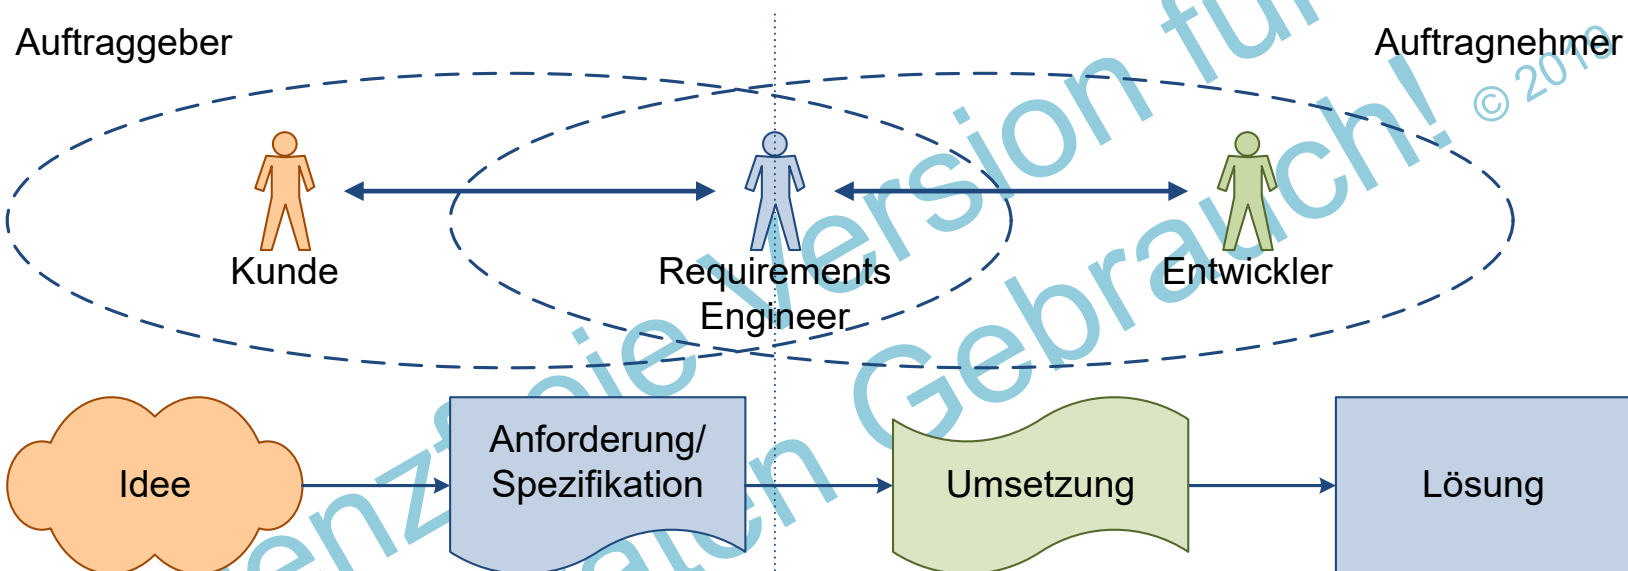 Auftraggeber
Auftragnehmer
Kunde
Requirements
Engineer
Entwickler
Idee
Anforderung/
Spezifikation
Umsetzung
Lösung
Version für
Gebrauch!
© 2010